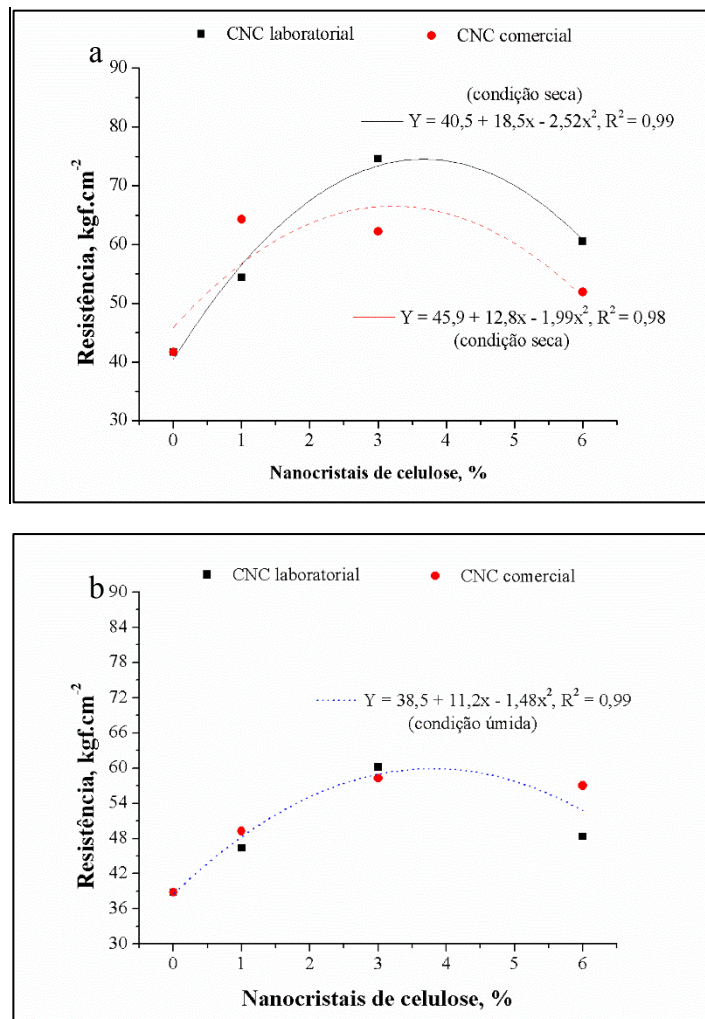 a
CNC laboratorial CNC comercial
(condição seca)
Y = 40,5 + 18,5x - 2,52x², R² = 0,99
Y = 45,9 + 12,8x - 1,99x², R² = 0,98
(condição seca)
Resistência, kgf.cm⁻²
90
80
70
60
50
40
30
0 1 2 3 4 5 6
Nanocristais de celulose, %
b
CNC laboratorial CNC comercial
Y = 38,5 + 11,2x - 1,48x², R² = 0,99
(condição úmida)
Resistência, kgf.cm⁻²
90
84
78
72
66
60
54
48
42
36
30
0 1 2 3 4 5 6
Nanocristais de celulose, %